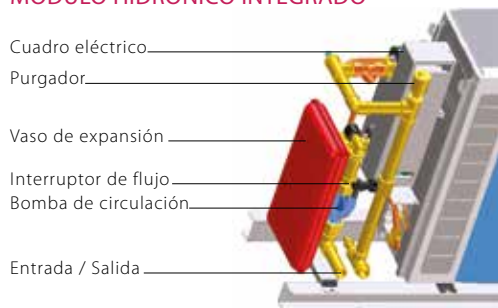 MÓDULO HIDRÓNICO INTEGRADO
Cuadro eléctrico
Purgador
Vaso de expansión
Interruptor de flujo
Bomba de circulación
Entrada / Salida